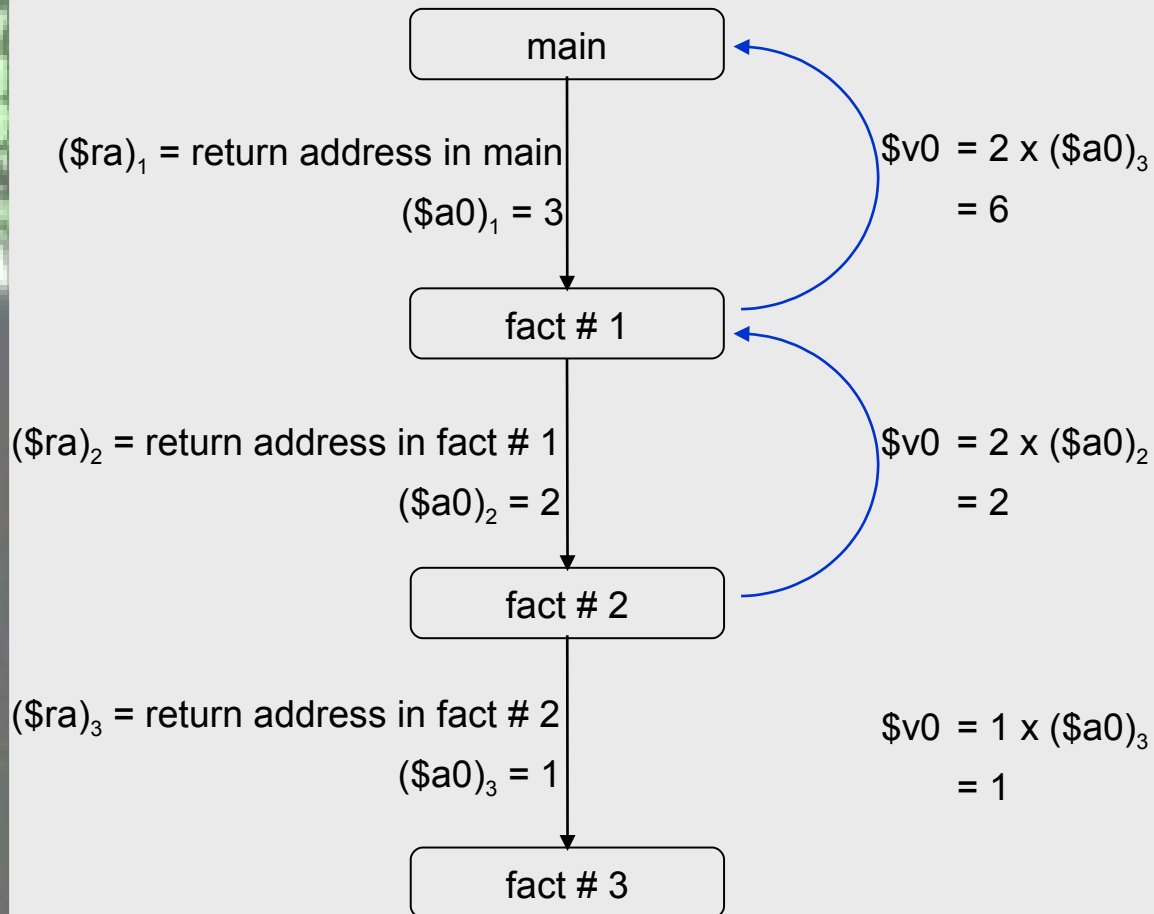 main
($ra)₁ = return address in main
($a0)₁ = 3
$v0 = 2 x ($a0)₃
= 6
fact # 1
($ra)₂ = return address in fact # 1
($a0)₂ = 2
$v0 = 2 x ($a0)₂
= 2
fact # 2
($ra)₃ = return address in fact # 2
($a0)₃ = 1
$v0 = 1 x ($a0)₃
= 1
fact # 3